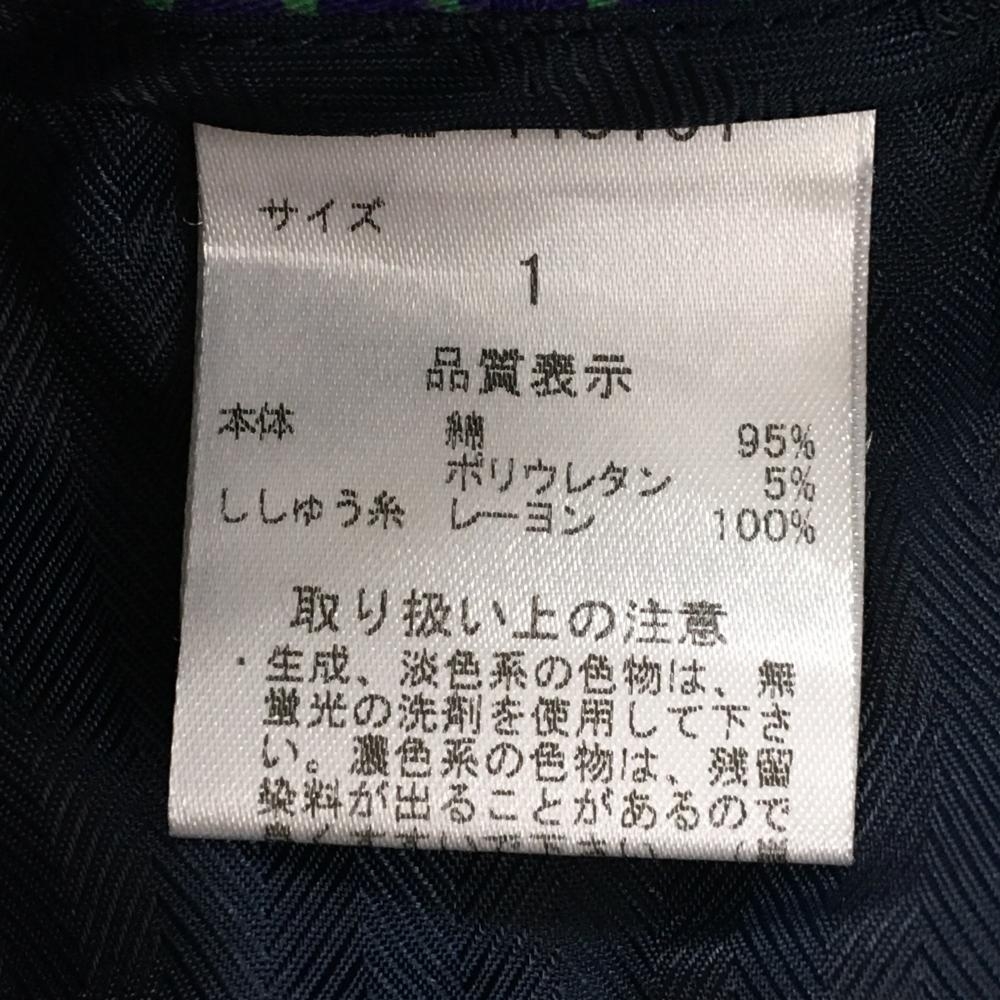 サイズ
1
品質表示
本体 綿 95%
ポリウレタン 5%
ししゅう糸 レーヨン 100%
取り扱い上の注意
・生成、淡色系の色物は、無
蛍光の洗剤を使用して下さ
い。濃色系の色物は、残留
染料が出ることがあるので